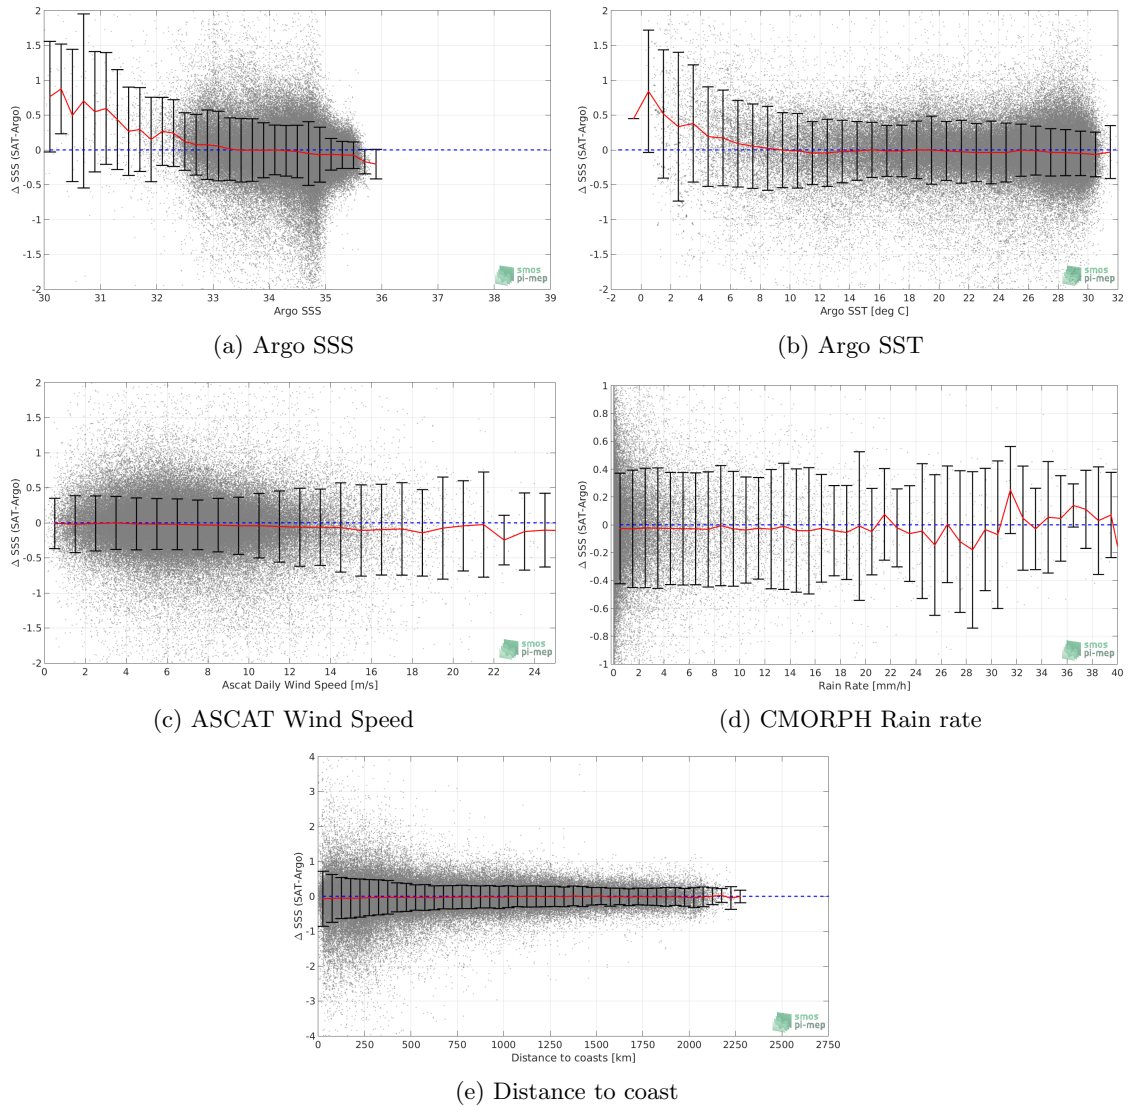 2
1.5
1
0.5
0
-0.5
-1
-1.5
-2
Δ SSS (SAT-Argo)
30 31 32 33 34 35 36 37 38 39
Argo SSS
smos
pi-mep
(a) Argo SSS
2
1.5
1
0.5
0
-0.5
-1
-1.5
-2
Δ SSS (SAT-Argo)
-2 0 2 4 6 8 10 12 14 16 18 20 22 24 26 28 30 32
Argo SST [deg C]
smos
pi-mep
(b) Argo SST
2
1.5
1
0.5
0
-0.5
-1
-1.5
-2
Δ SSS (SAT-Argo)
0 2 4 6 8 10 12 14 16 18 20 22 24
Ascat Daily Wind Speed [m/s]
smos
pi-mep
(c) ASCAT Wind Speed
1
0.8
0.6
0.4
0.2
0
-0.2
-0.4
-0.6
-0.8
-1
Δ SSS (SAT-Argo)
0 2 4 6 8 10 12 14 16 18 20 22 24 26 28 30 32 34 36 38 40
Rain Rate [mm/h]
smos
pi-mep
(d) CMORPH Rain rate
4
3
2
1
0
-1
-2
-3
-4
Δ SSS (SAT-Argo)
0 250 500 750 1000 1250 1500 1750 2000 2250 2500 2750
Distance to coasts [km]
smos
pi-mep
(e) Distance to coast